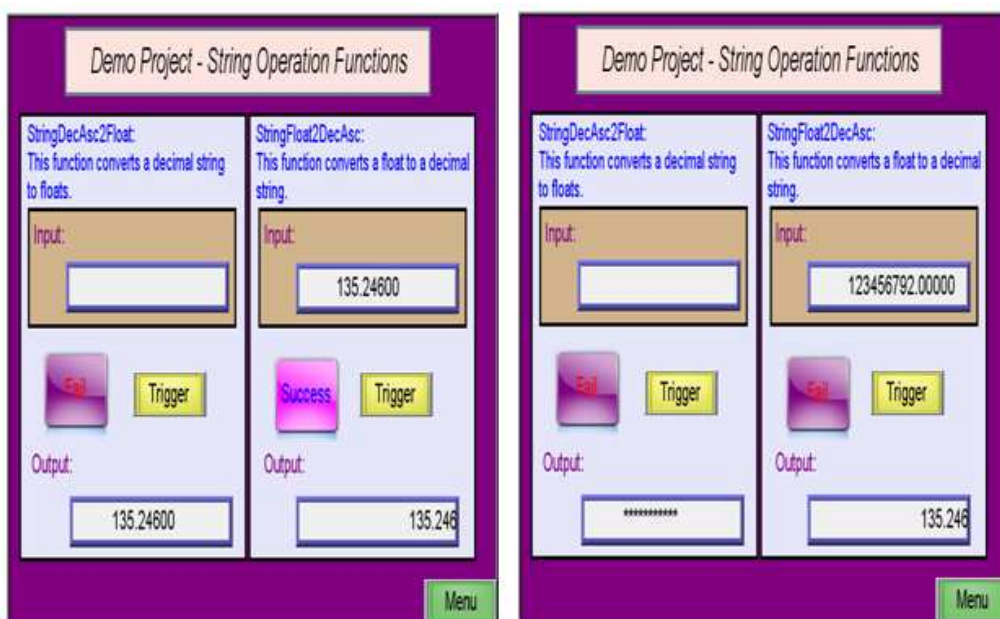 Demo Project - String Operation Functions
StringDecAsc2Float:
This function converts a decimal string
to floats.
Input:
Fail
Trigger
Output:
135.24600
StringFloat2DecAsc:
This function converts a float to a decimal
string.
Input:
135.24600
Success
Trigger
Output:
135.246
Menu
Demo Project - String Operation Functions
StringDecAsc2Float:
This function converts a decimal string
to floats.
Input:
Fail
Trigger
Output:
***********
StringFloat2DecAsc:
This function converts a float to a decimal
string.
Input:
123456792.00000
Fail
Trigger
Output:
135.246
Menu